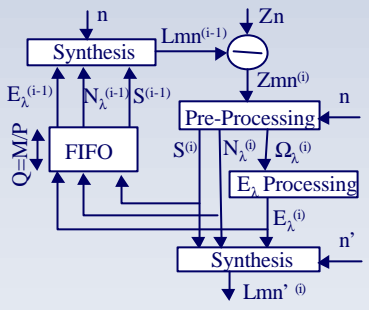 n
Zn
Lmn(i-1)
Synthesis
Eλ(i-1)
Nλ(i-1)
S(i-1)
Zmn(i)
n
Pre-Processing
Q=M/P
FIFO
S(i)
Nλ(i)
Ωλ(i)
Eλ Processing
Eλ(i)
n’
Synthesis
Lmn’(i)